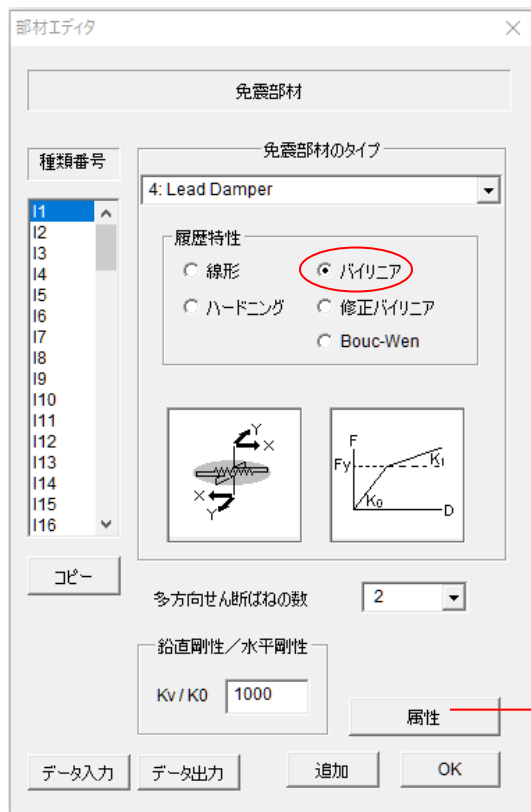 部材エディタ
免震部材
種類番号
I1
I2
I3
I4
I5
I6
I7
I8
I9
I10
I11
I12
I13
I14
I15
I16
コピー
免震部材のタイプ
4: Lead Damper
履歴特性
線形
バイリニア
ハードニング
修正バイリニア
Bouc-Wen
Y
X
X
Y
F
Fy
K1
K0
D
多方向せん断ばねの数
2
鉛直剛性／水平剛性
Kv / K0
1000
属性
データ入力
データ出力
追加
OK